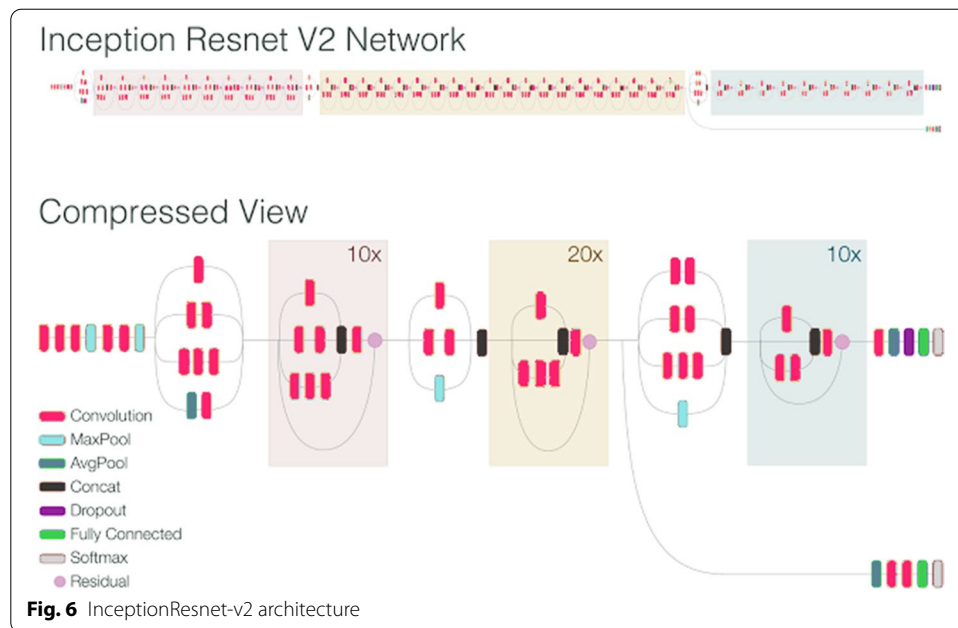 Inception Resnet V2 Network
Compressed View
10x
20x
10x
Convolution
MaxPool
AvgPool
Concat
Dropout
Fully Connected
Softmax
Residual
Fig. 6 InceptionResnet-v2 architecture